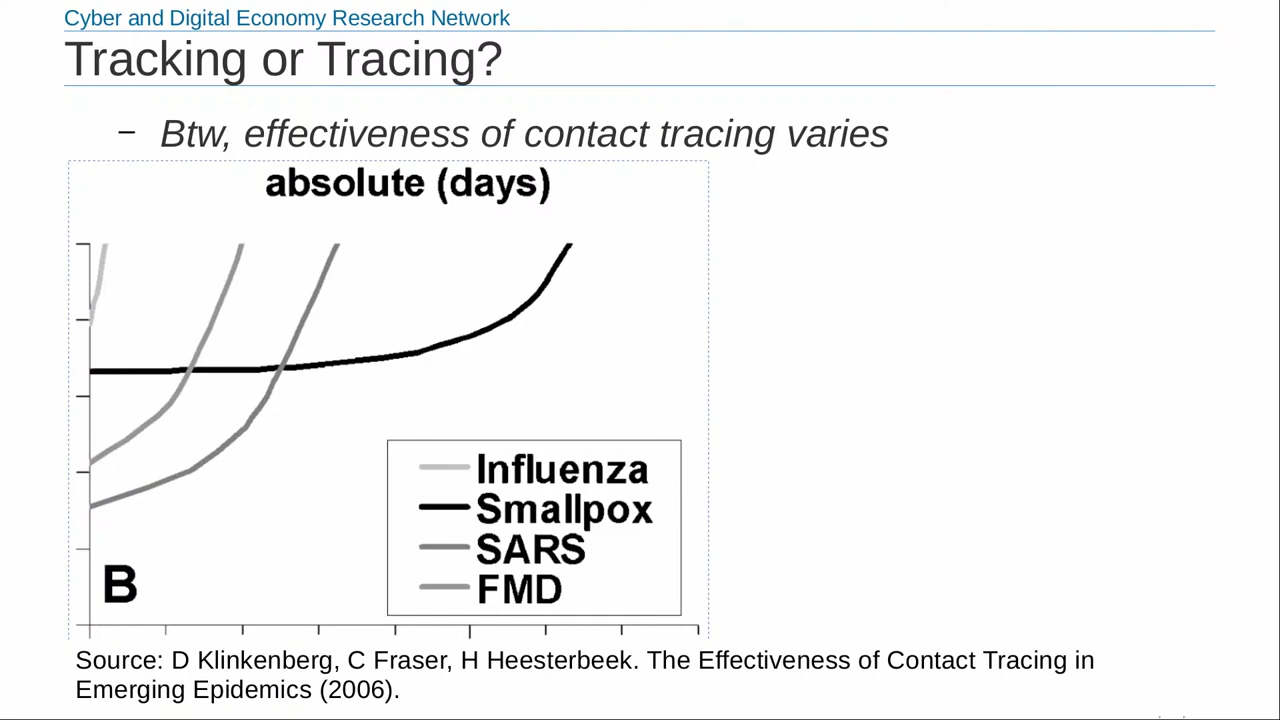 Cyber and Digital Economy Research Network
Tracking or Tracing?
– Btw, effectiveness of contact tracing varies
absolute (days)
Influenza
Smallpox
SARS
FMD
B
Source: D Klinkenberg, C Fraser, H Heesterbeek. The Effectiveness of Contact Tracing in
Emerging Epidemics (2006).